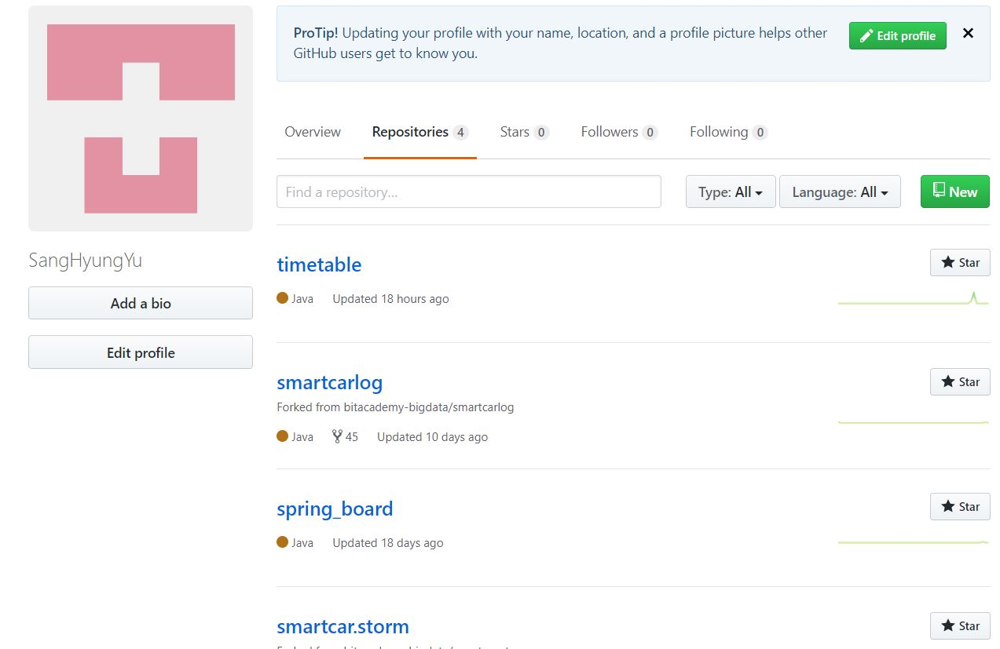 ProTip! Updating your profile with your name, location, and a profile picture helps other
GitHub users get to know you.
Edit profile
Overview
Repositories 4
Stars 0
Followers 0
Following 0
Find a repository...
Type: All
Language: All
New
SangHyungYu
Add a bio
Edit profile
timetable
Star
Java
Updated 18 hours ago
smartcarlog
Star
Forked from bitacademy-bigdata/smartcarlog
Java
45
Updated 10 days ago
spring_board
Star
Java
Updated 18 days ago
smartcar.storm
Star